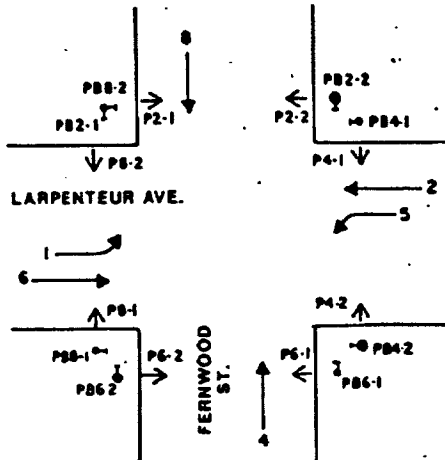 8
PB8-2
PB2-1
P2-1
PB2-2
P2-2
PB4-1
P8-2
P4-1
LARPENTEUR AVE.
2
5
1
6
P8-1
P4-2
PB8-1
PB6-2
P6-2
FERNWOOD
ST.
P6-1
PB4-2
PB6-1
4